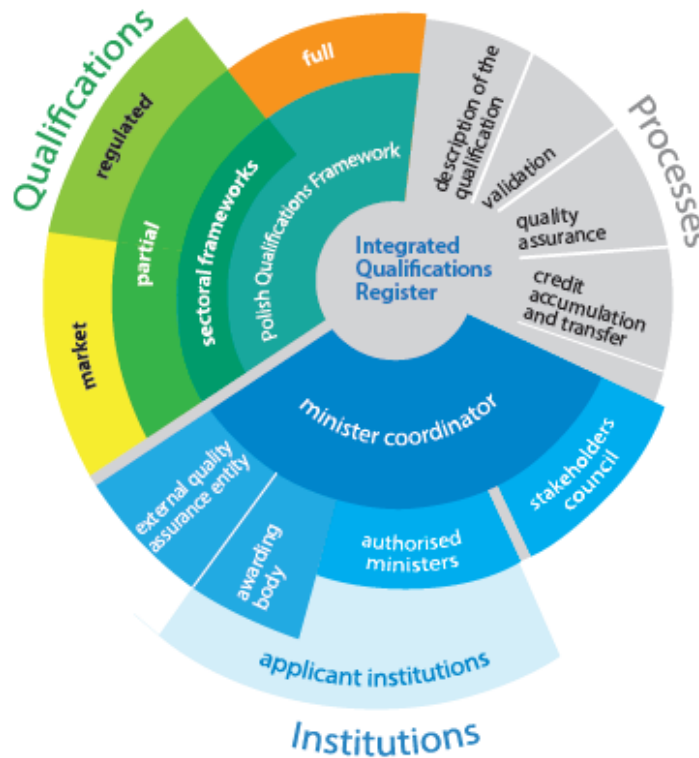 Qualifications
regulated
full
partial
sectoral frameworks
Polish Qualifications Framework
market
Processes
description of the
qualification
validation
quality
assurance
credit
accumulation
and transfer
Integrated
Qualifications
Register
minister coordinator
external quality
assurance entity
awarding
body
authorised
ministers
stakeholders
council
applicant institutions
Institutions